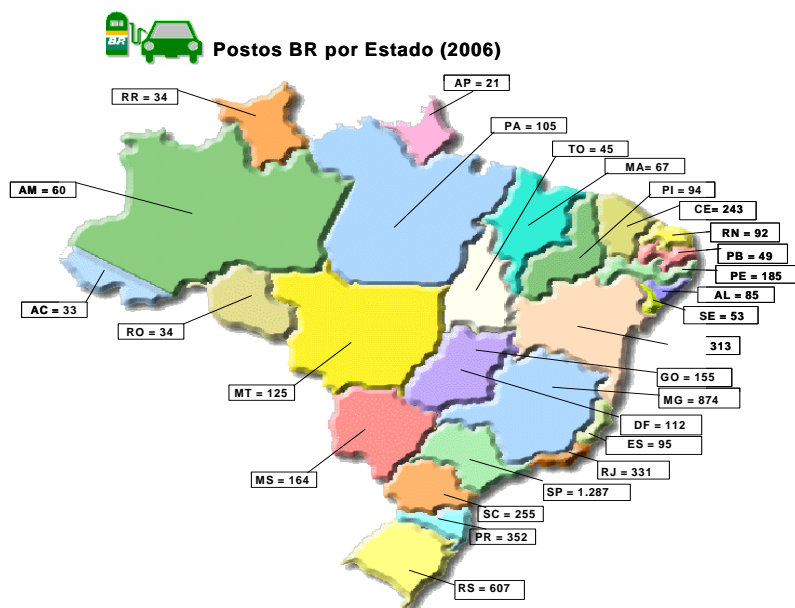 BR
Postos BR por Estado (2006)
AP = 21
RR = 34
PA = 105
TO = 45
MA= 67
PI = 94
AM = 60
CE= 243
RN = 92
PB = 49
PE = 185
AL = 85
AC = 33
SE = 53
RO = 34
313
GO = 155
MT = 125
MG = 874
DF = 112
ES = 95
RJ = 331
MS = 164
SP = 1.287
SC = 255
PR = 352
RS = 607